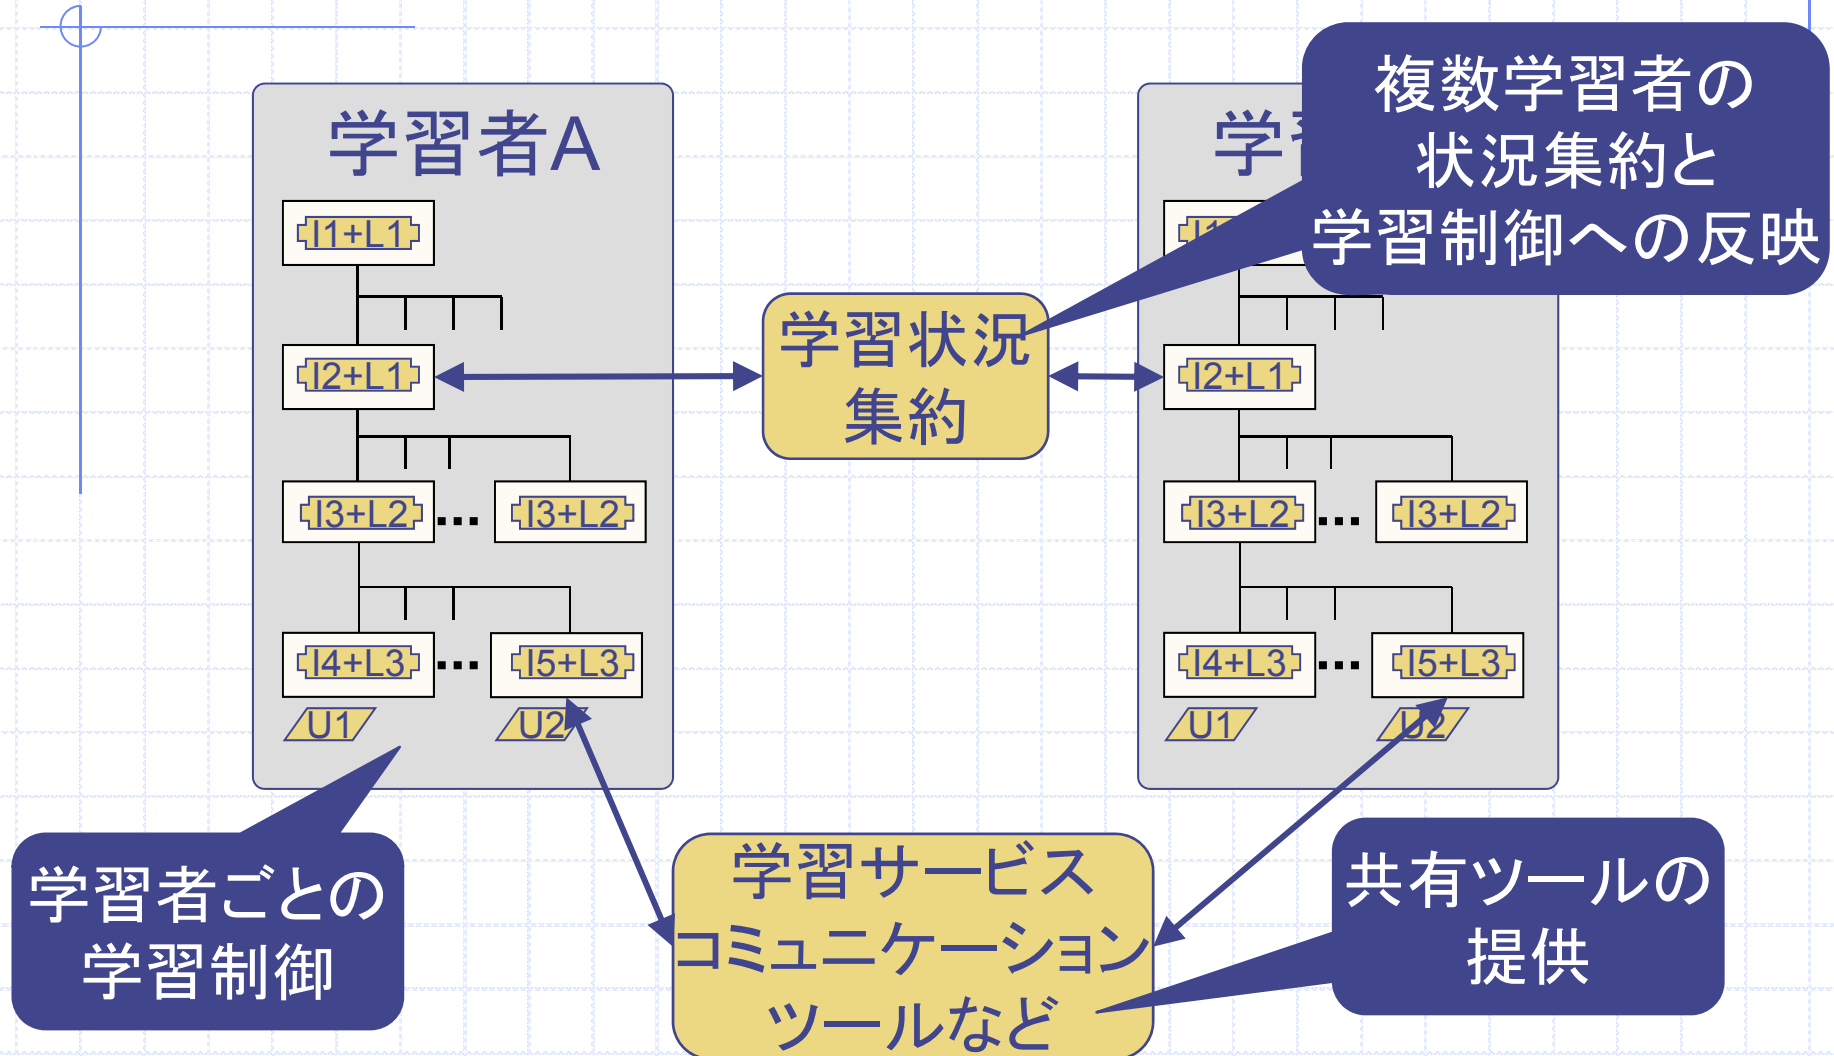 学習者A
I1+L1
I2+L1
I3+L2
...
I3+L2
I4+L3
...
I5+L3
U1
U2
学習者ごとの
学習制御
学習状況
集約
学習サービス
コミュニケーション
ツールなど
複数学習者の
状況集約と
学習制御への反映
学
I2+L1
I3+L2
...
I3+L2
I4+L3
...
I5+L3
U1
U2
共有ツールの
提供